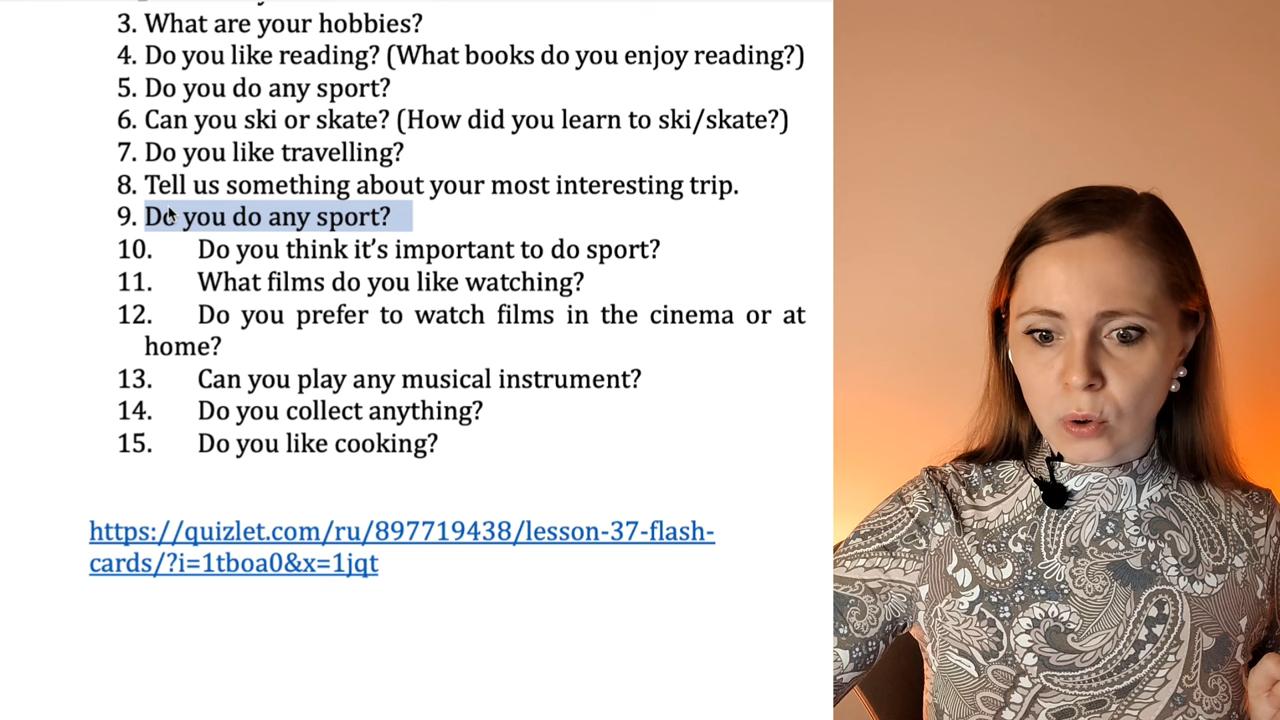 3. What are your hobbies?
4. Do you like reading? (What books do you enjoy reading?)
5. Do you do any sport?
6. Can you ski or skate? (How did you learn to ski/skate?)
7. Do you like travelling?
8. Tell us something about your most interesting trip.
9. Do you do any sport?
10. Do you think it’s important to do sport?
11. What films do you like watching?
12. Do you prefer to watch films in the cinema or at
home?
13. Can you play any musical instrument?
14. Do you collect anything?
15. Do you like cooking?
https://quizlet.com/ru/897719438/lesson-37-flash-
cards/?i=1tboa0&x=1jqt